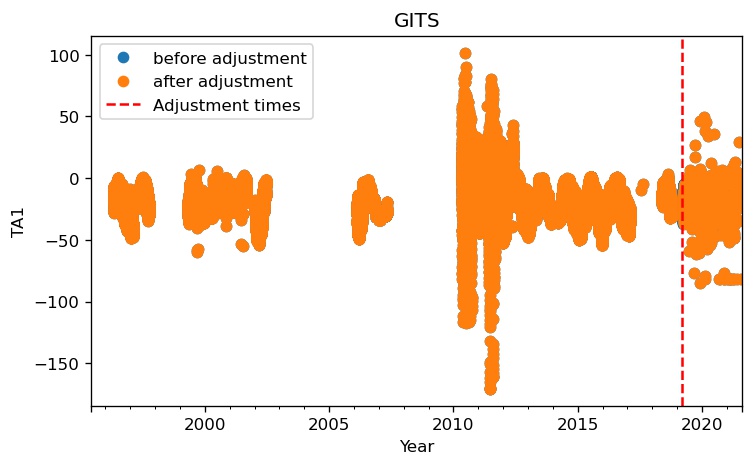 GITS
before adjustment
after adjustment
Adjustment times
TA1
100
50
0
−50
−100
−150
2000
2005
2010
2015
2020
Year